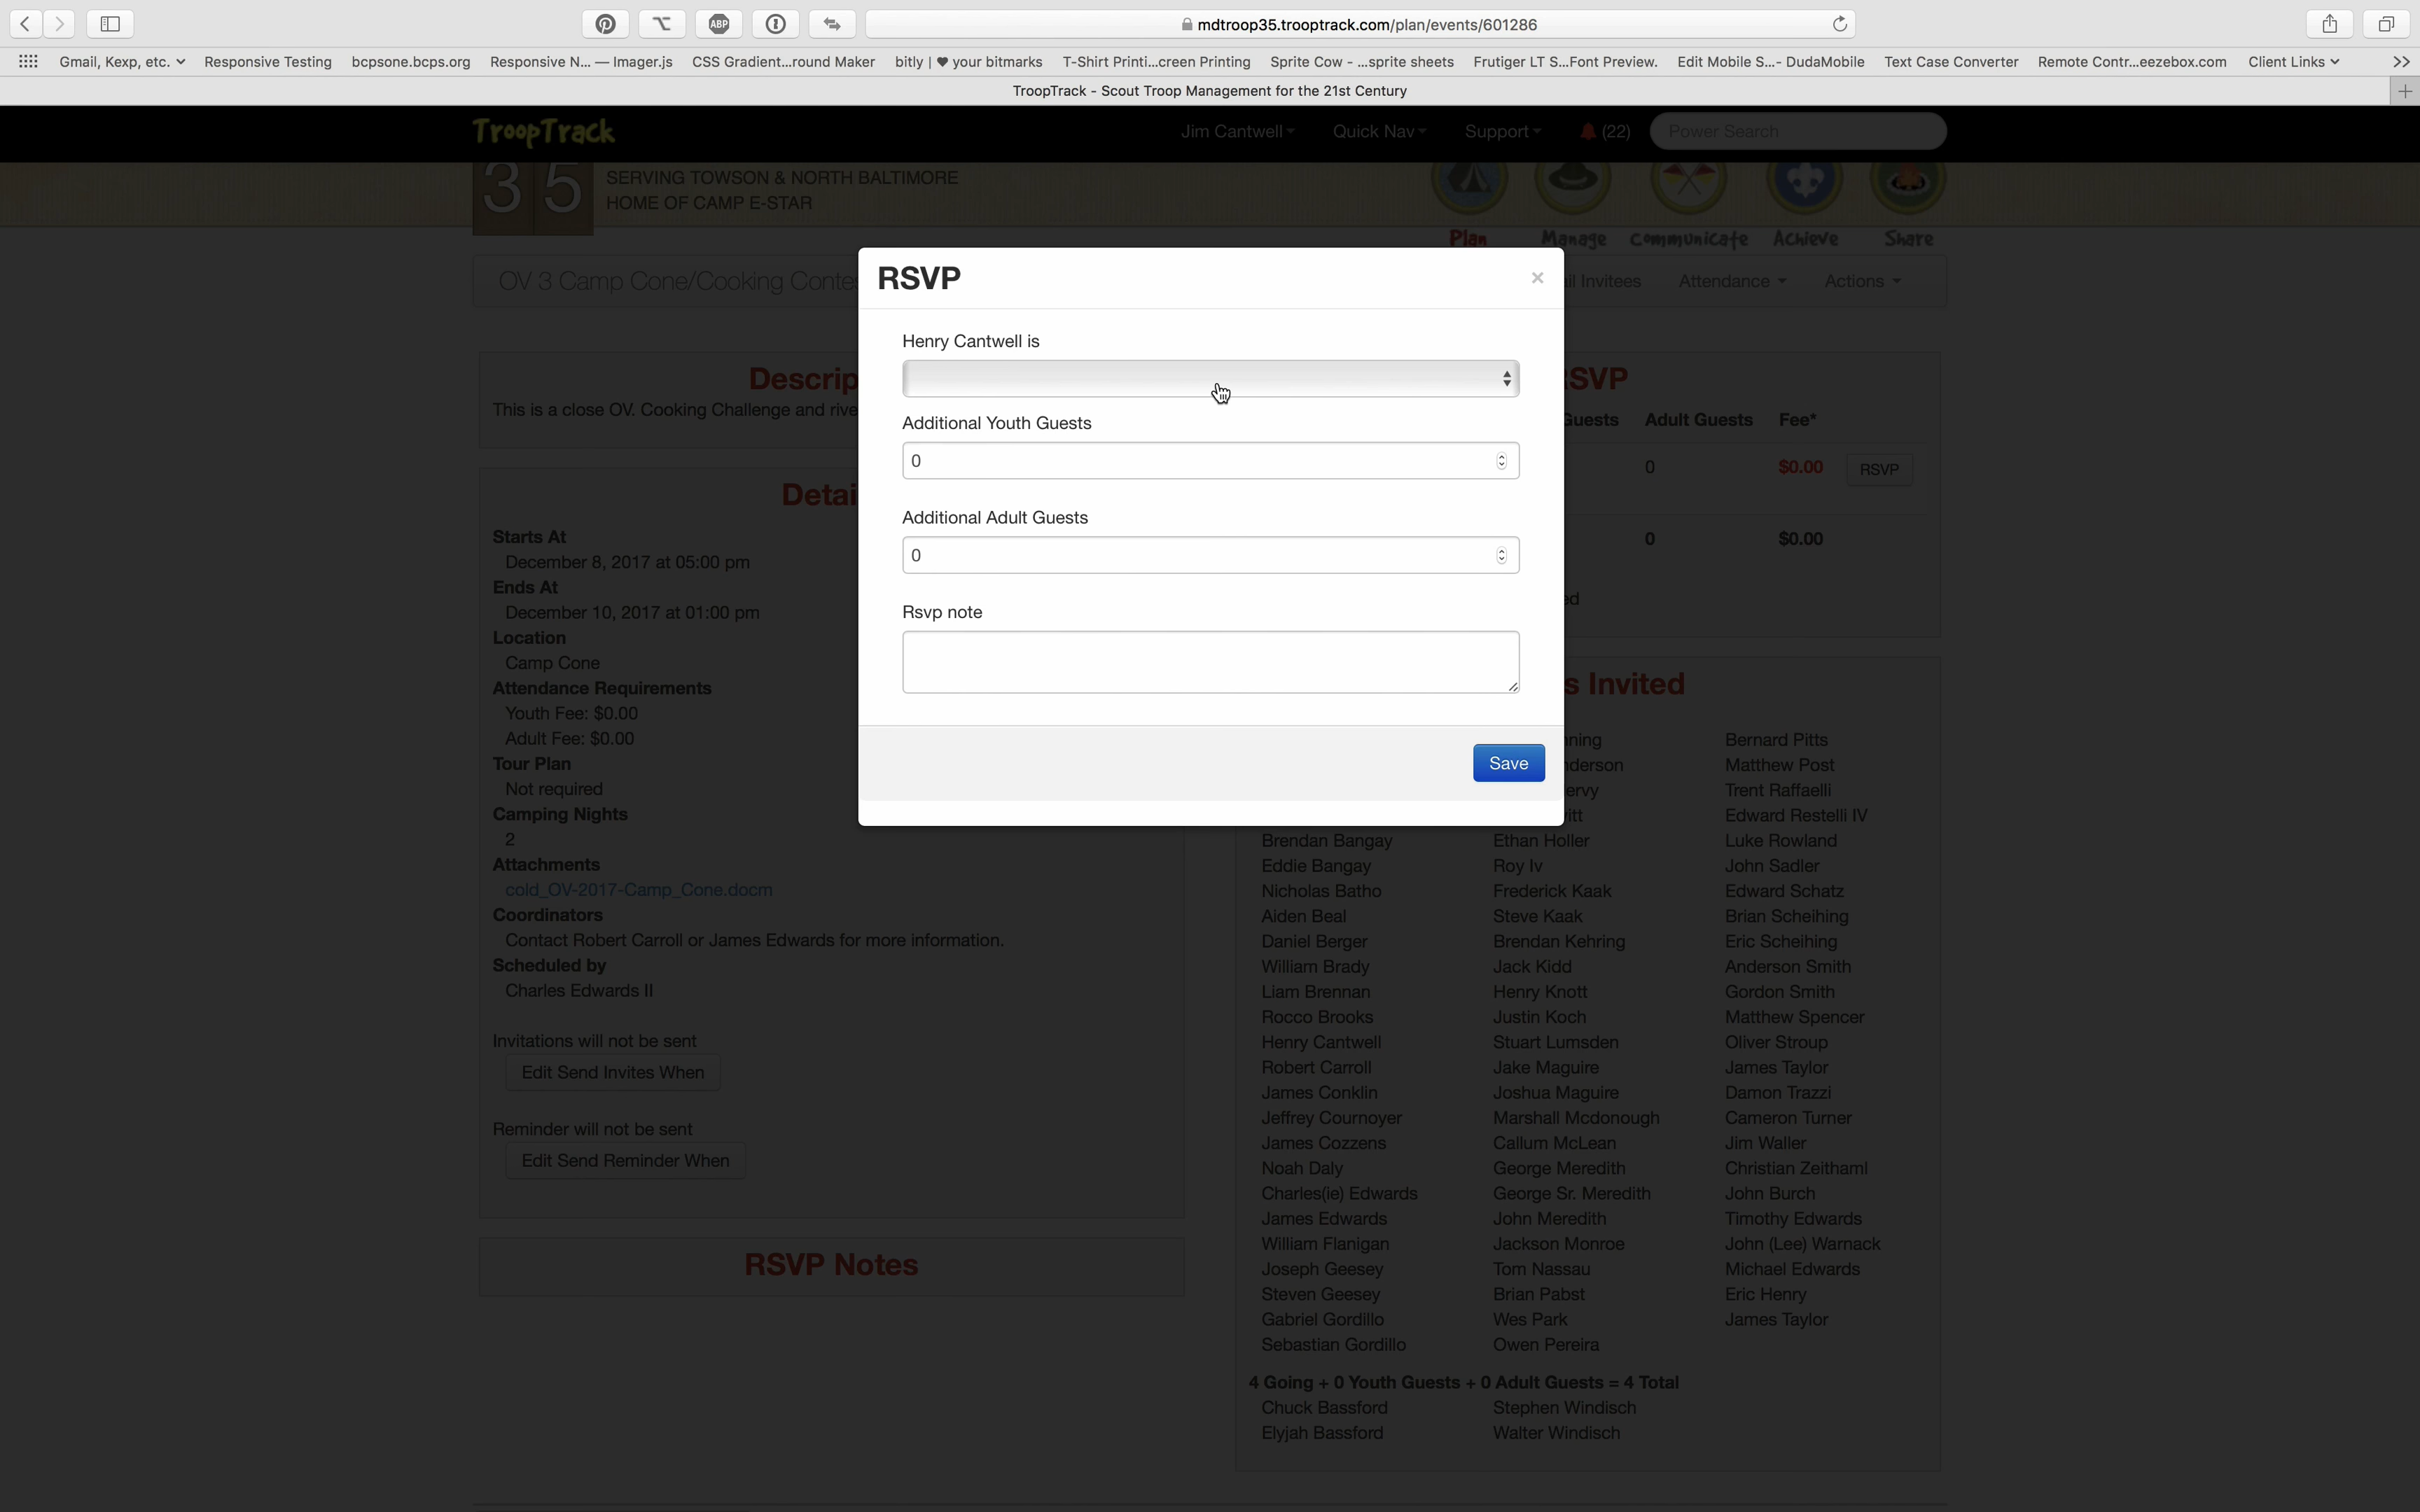 ABP
mdtroop35.trooptrack.com/plan/events/601286
Gmail, Kexp, etc. Responsive Testing bcpsone.bcps.org Responsive N... — Imager.js CSS Gradient...round Maker bitly | ♥ your bitmarks T-Shirt Printi...creen Printing Sprite Cow - ...sprite sheets Frutiger LT S...Font Preview. Edit Mobile S...- DudaMobile Text Case Converter Remote Contr...eezebox.com Client Links
TroopTrack - Scout Troop Management for the 21st Century
TroopTrack Jim Cantwell Quick Nav Support (22) Power Search
35 SERVING TOWSON & NORTH BALTIMORE
HOME OF CAMP E-STAR
Plan Manage Communicate Achieve Share
OV 3 Camp Cone/Cooking Contes
Invitees Attendance Actions
RSVP
×
Henry Cantwell is
Additional Youth Guests
0
Additional Adult Guests
0
Rsvp note
Save
Descrip
This is a close OV. Cooking Challenge and rive
Detai
Starts At
December 8, 2017 at 05:00 pm
Ends At
December 10, 2017 at 01:00 pm
Location
Camp Cone
Attendance Requirements
Youth Fee: $0.00
Adult Fee: $0.00
Tour Plan
Not required
Camping Nights
2
Attachments
cold_OV-2017-Camp_Cone.docm
Coordinators
Contact Robert Carroll or James Edwards for more information.
Scheduled by
Charles Edwards II
Invitations will not be sent
Edit Send Invites When
Reminder will not be sent
Edit Send Reminder When
RSVP Notes
SVP
Guests Adult Guests Fee*
0 $0.00 RSVP
0 $0.00
ed
s Invited
ning Bernard Pitts
derson Matthew Post
ervy Trent Raffaelli
itt Edward Restelli IV
Brendan Bangay Ethan Holler Luke Rowland
Eddie Bangay Roy Iv John Sadler
Nicholas Batho Frederick Kaak Edward Schatz
Aiden Beal Steve Kaak Brian Scheihing
Daniel Berger Brendan Kehring Eric Scheihing
William Brady Jack Kidd Anderson Smith
Liam Brennan Henry Knott Gordon Smith
Rocco Brooks Justin Koch Matthew Spencer
Henry Cantwell Stuart Lumsden Oliver Stroup
Robert Carroll Jake Maguire James Taylor
James Conklin Joshua Maguire Damon Trazzi
Jeffrey Cournoyer Marshall Mcdonough Cameron Turner
James Cozzens Callum McLean Jim Waller
Noah Daly George Meredith Christian Zeithaml
Charles(ie) Edwards George Sr. Meredith John Burch
James Edwards John Meredith Timothy Edwards
William Flanigan Jackson Monroe John (Lee) Warnack
Joseph Geesey Tom Nassau Michael Edwards
Steven Geesey Brian Pabst Eric Henry
Gabriel Gordillo Wes Park James Taylor
Sebastian Gordillo Owen Pereira
4 Going + 0 Youth Guests + 0 Adult Guests = 4 Total
Chuck Bassford Stephen Windisch
Elyjah Bassford Walter Windisch